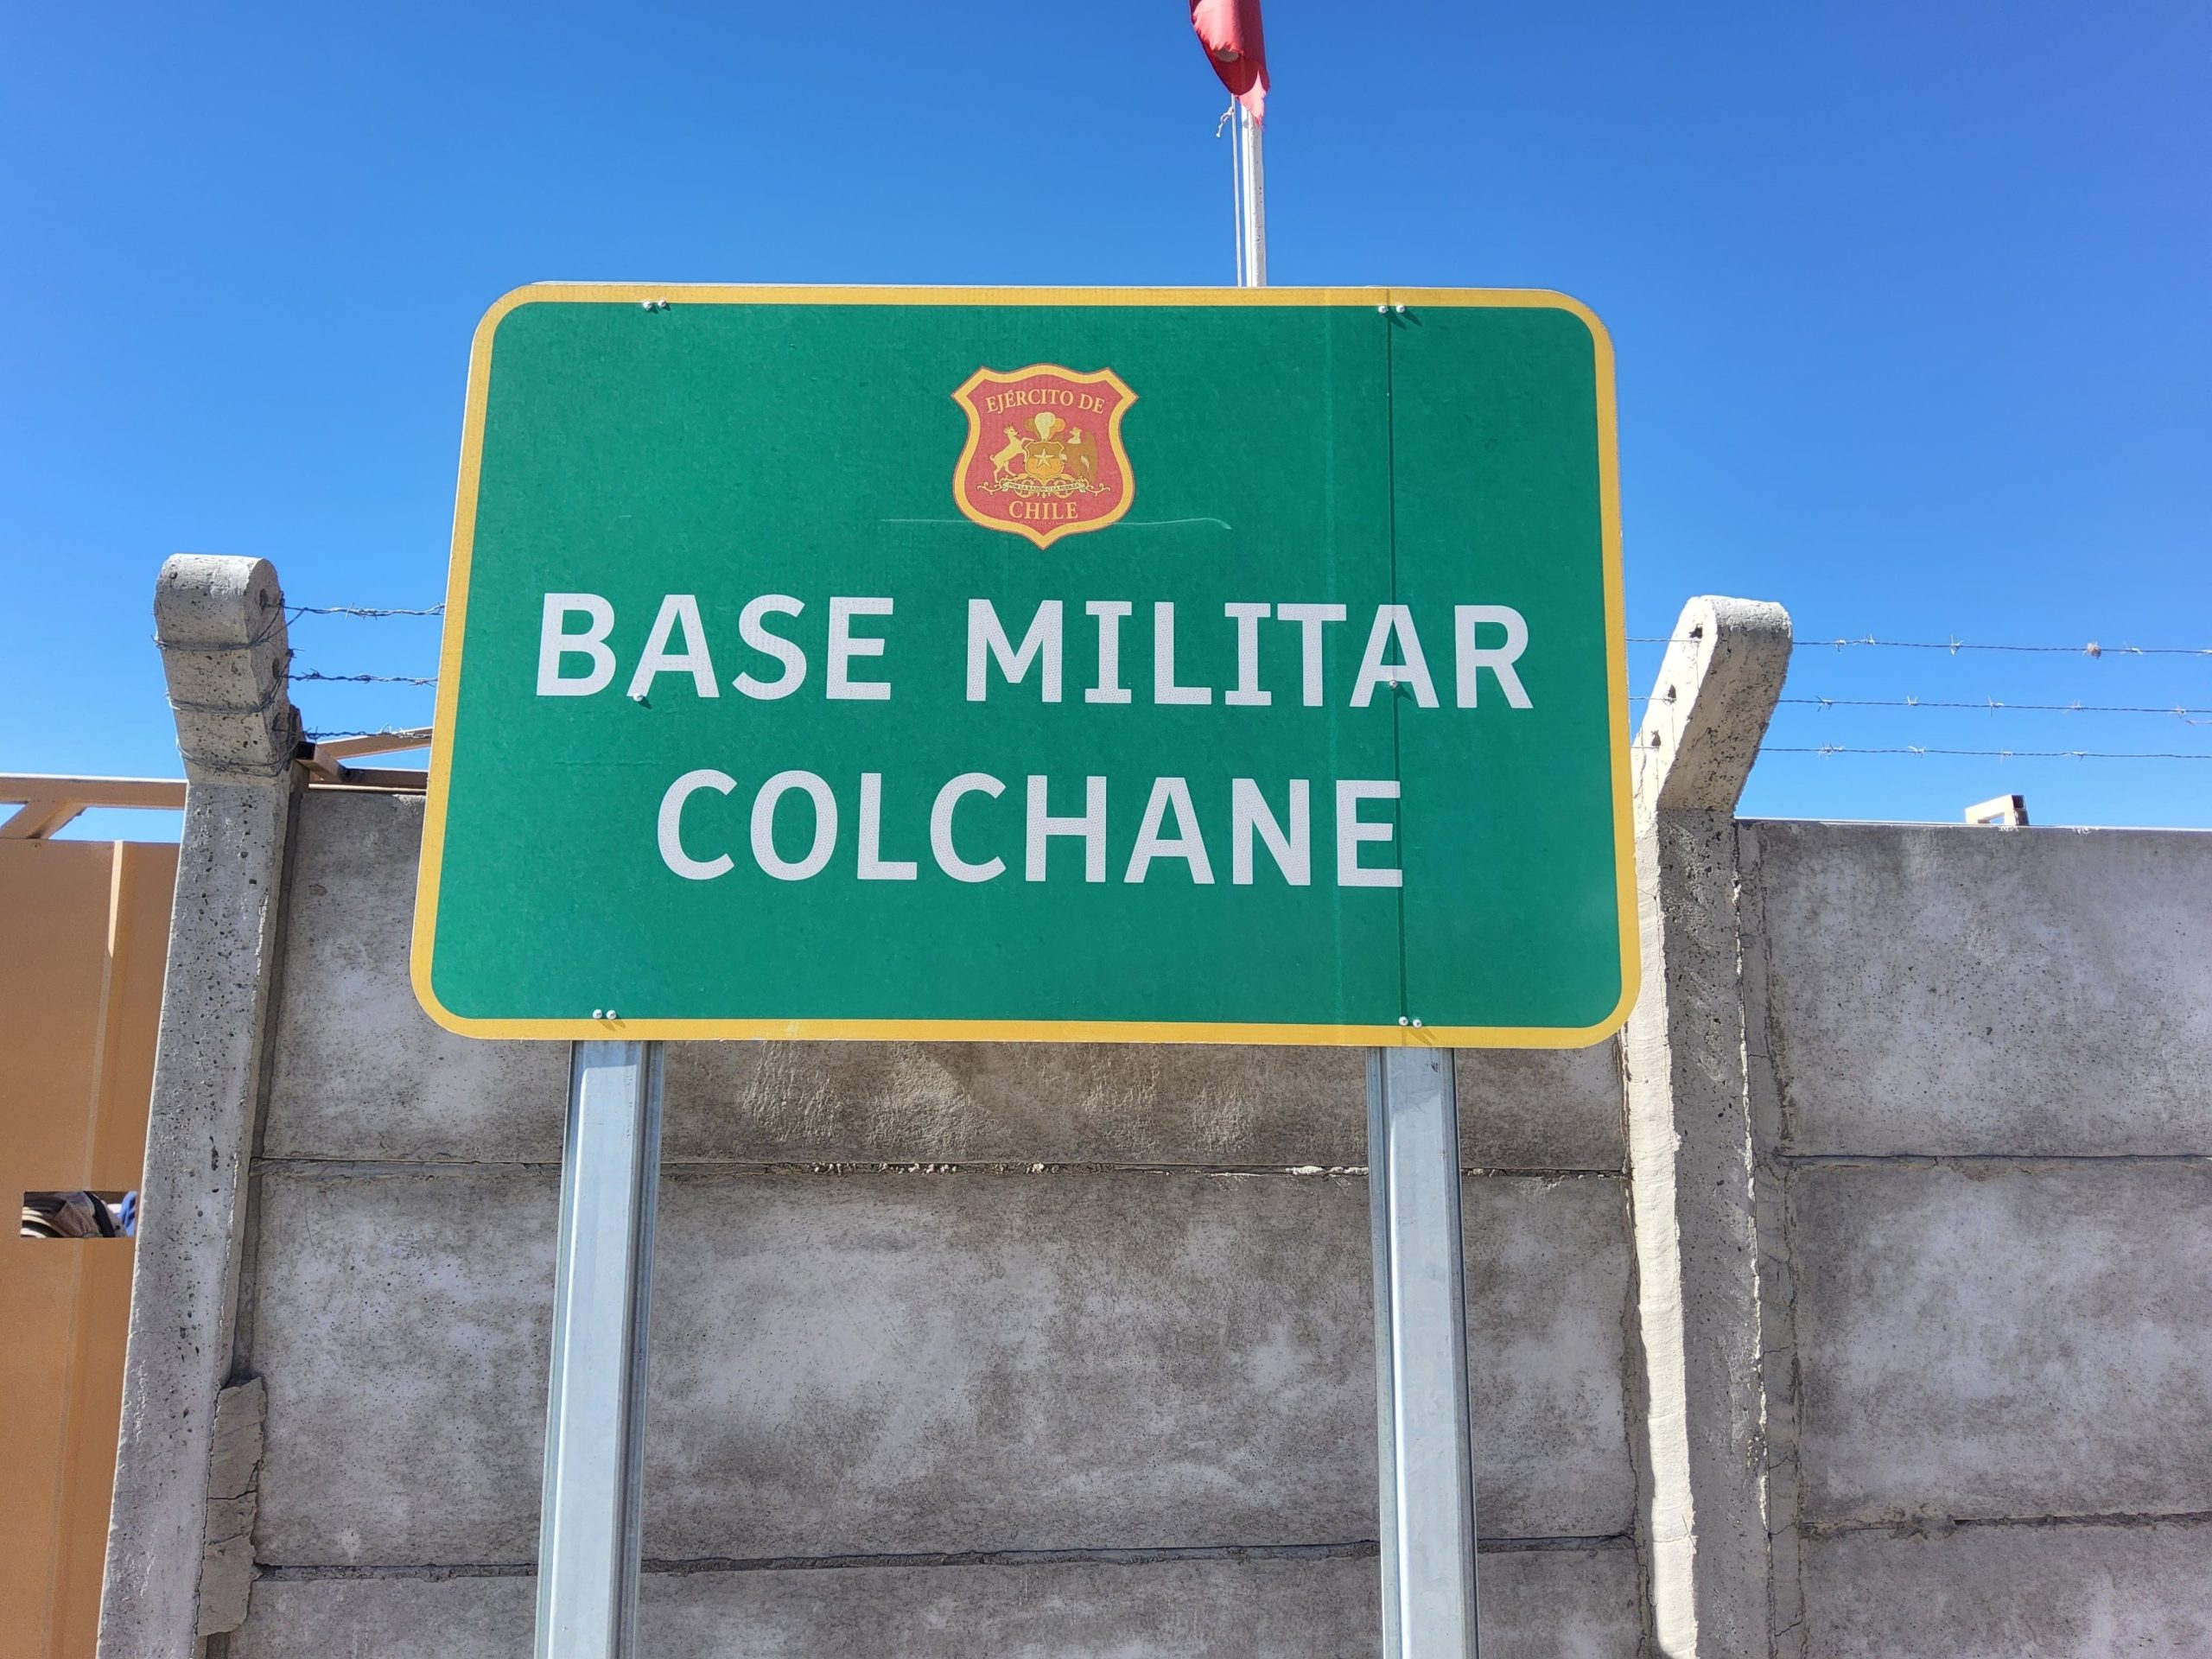 EJÉRCITO DE
CHILE
BASE MILITAR
COLCHANE